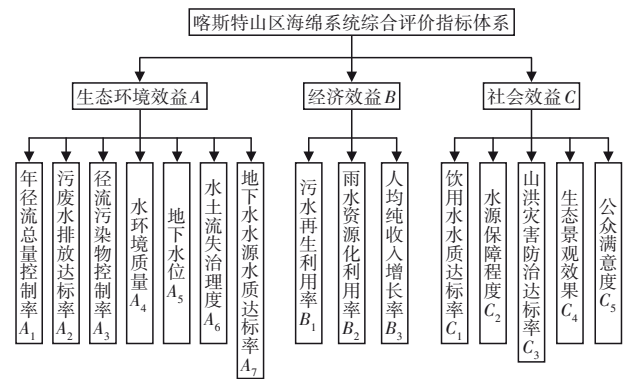 喀斯特山区海绵系统综合评价指标体系
生态环境效益A
经济效益B
社会效益C
年径流总量控制率A₁
污废水排放达标率A₂
径流污染物控制率A₃
水环境质量A₄
地下水位A₅
水土流失治理度A₆
地下水水源水质达标率A₇
污水再生利用率B₁
雨水资源化利用率B₂
人均纯收入增长率B₃
饮用水水质达标率C₁
水源保障程度C₂
山洪灾害防治达标率C₃
生态景观效果C₄
公众满意度C₅